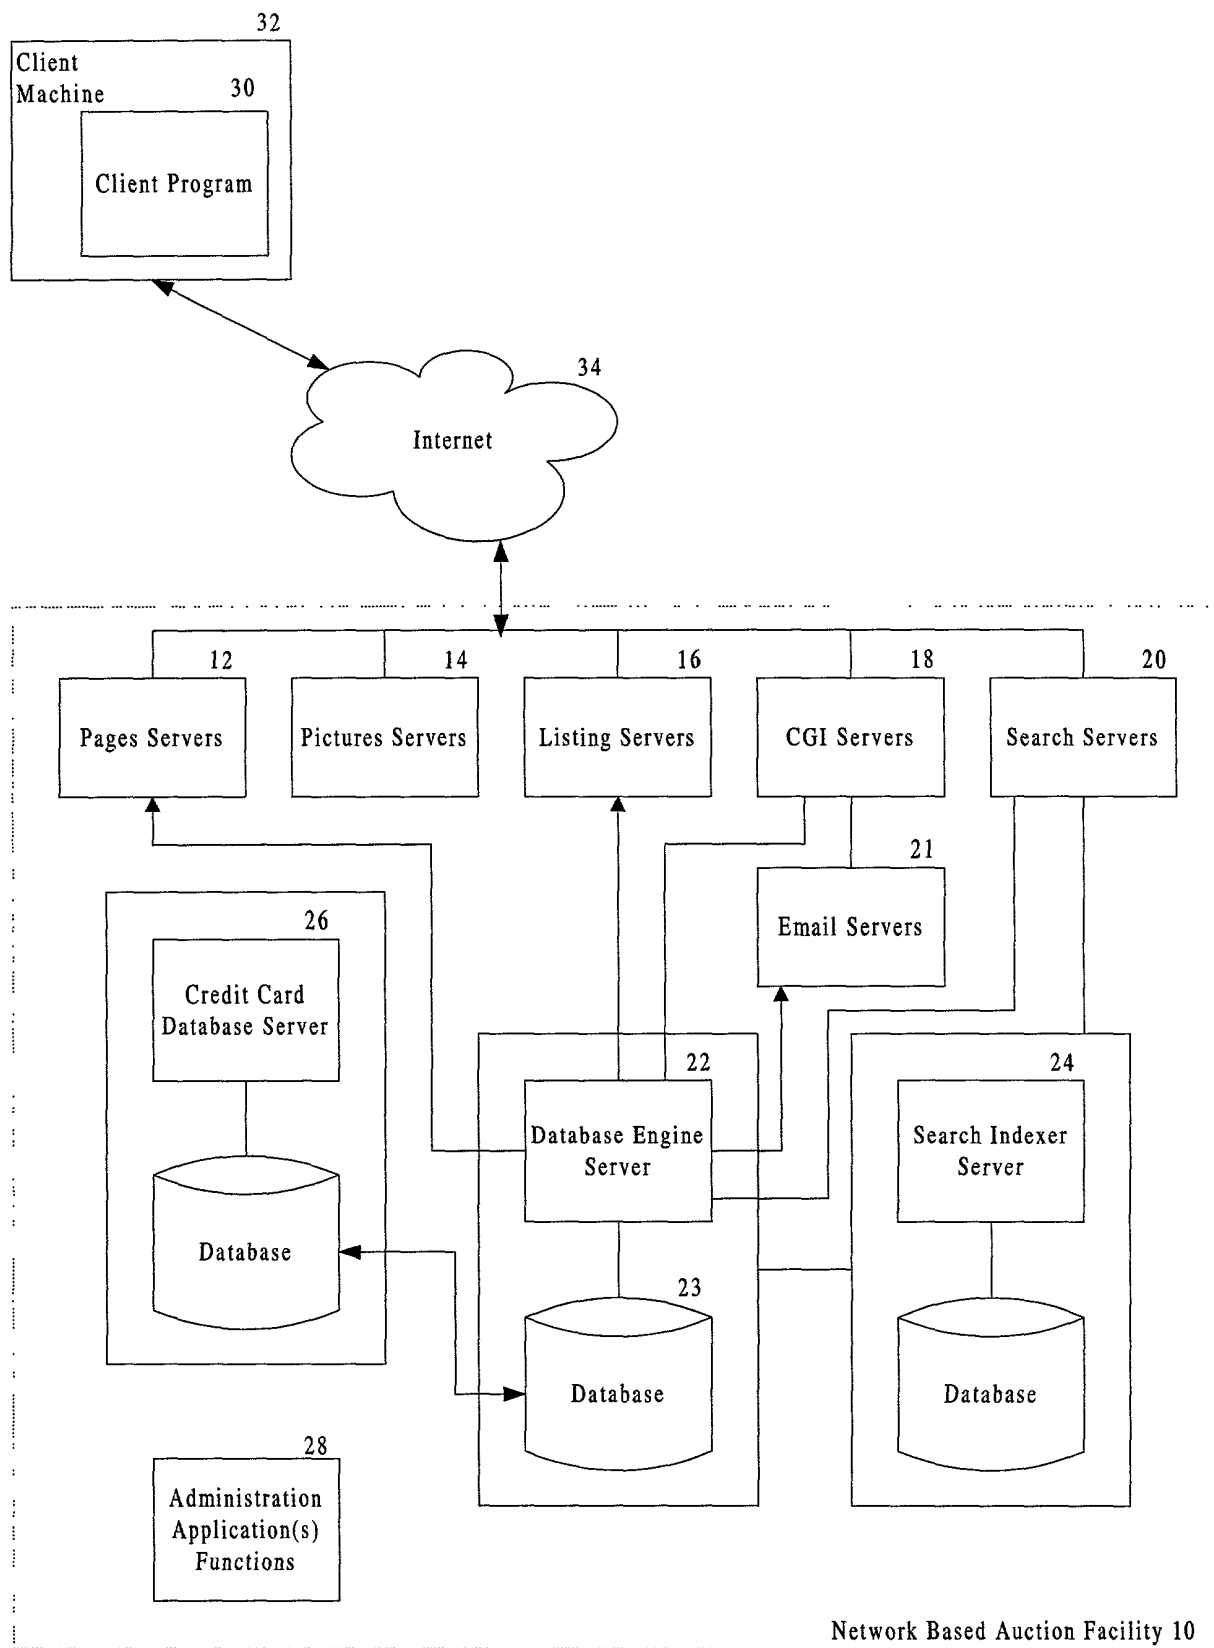 32
Client
Machine
30
Client Program
34
Internet
12
14
16
18
20
Pages Servers
Pictures Servers
Listing Servers
CGI Servers
Search Servers
21
Email Servers
26
Credit Card
Database Server
22
Database Engine
Server
24
Search Indexer
Server
Database
23
Database
Database
28
Administration
Application(s)
Functions
Network Based Auction Facility 10